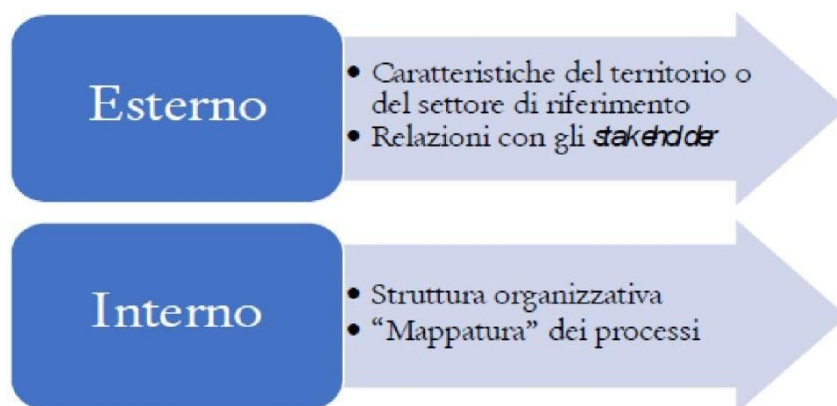 Esterno
• Caratteristiche del territorio o
del settore di riferimento
• Relazioni con gli stakeholder
Interno
• Struttura organizzativa
• “Mappatura” dei processi